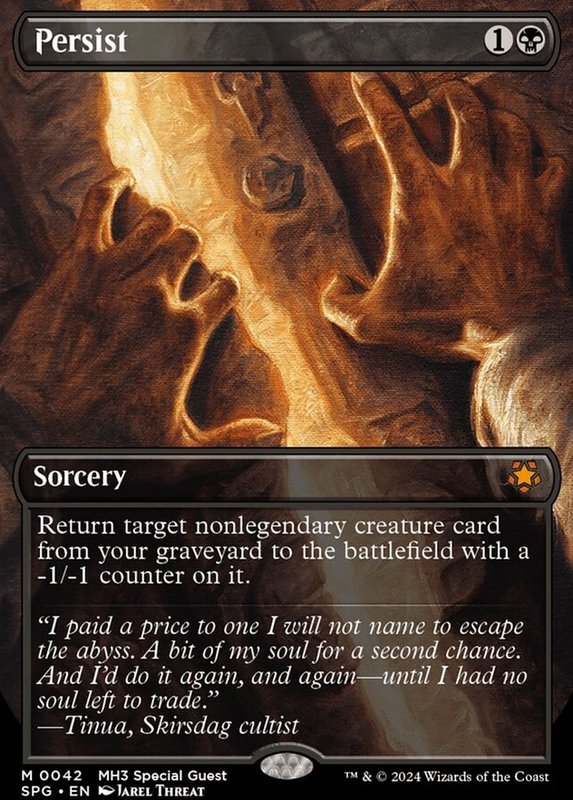 Persist 1
Sorcery
Return target nonlegendary creature card
from your graveyard to the battlefield with a
-1/-1 counter on it.
“I paid a price to one I will not name to escape
the abyss. A bit of my soul for a second chance.
And I’d do it again, and again—until I had no
soul left to trade.”
—Tinua, Skirsdag cultist
M 0042 MH3 Special Guest ™ & © 2024 Wizards of the Coast
SPG • EN Jarel Threat